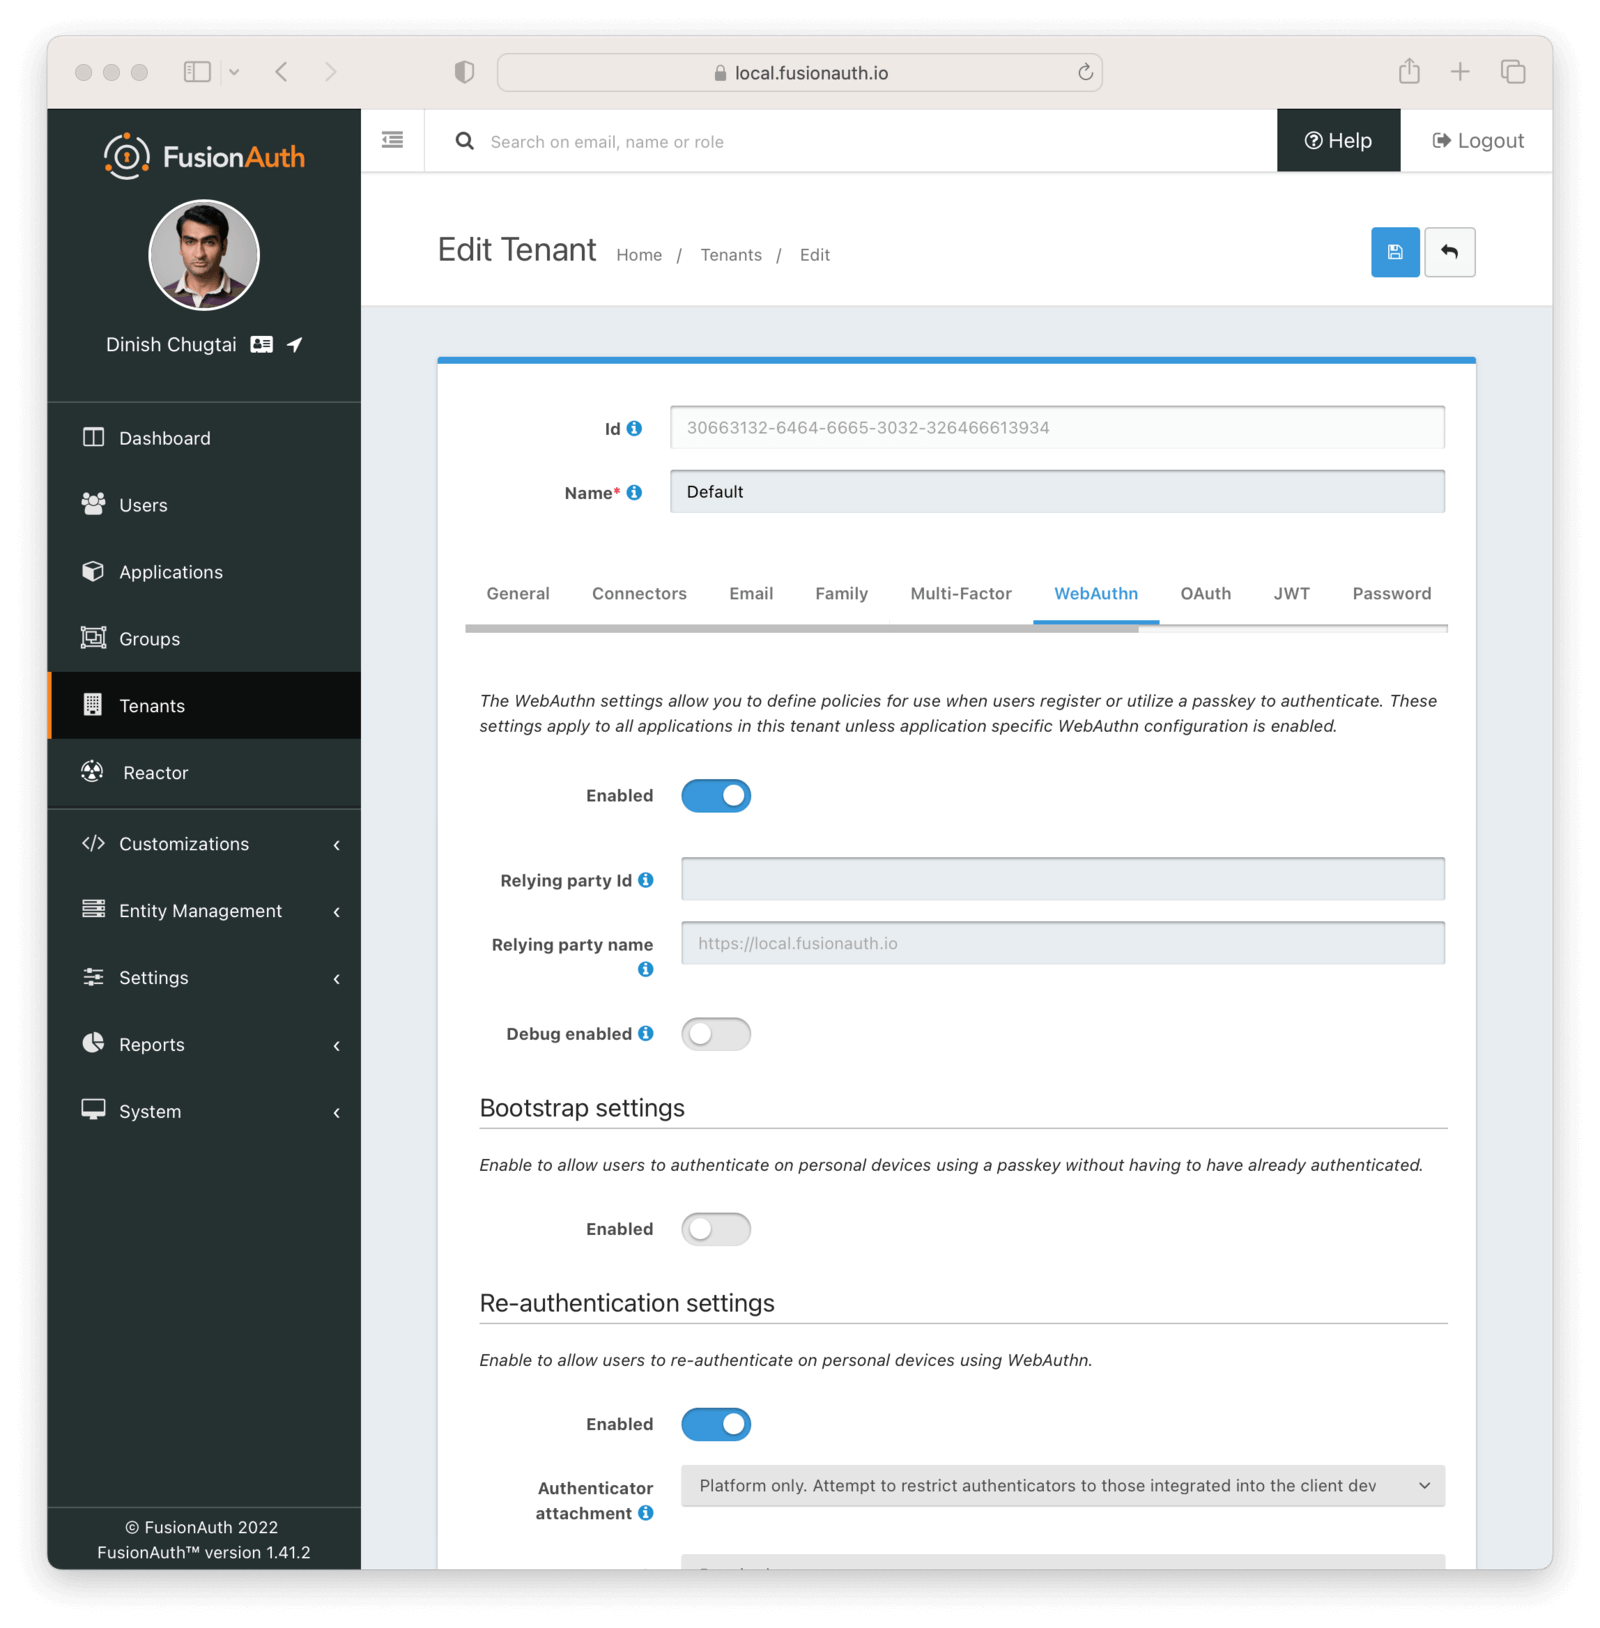 local.fusionauth.io
FusionAuth
Search on email, name or role
Help
Logout
Dinish Chugtai
Dashboard
Users
Applications
Groups
Tenants
Reactor
Customizations
Entity Management
Settings
Reports
System
© FusionAuth 2022
FusionAuth™ version 1.41.2
Edit Tenant Home / Tenants / Edit
Id 30663132-6464-6665-3032-326466613934
Name* Default
General Connectors Email Family Multi-Factor WebAuthn OAuth JWT Password
The WebAuthn settings allow you to define policies for use when users register or utilize a passkey to authenticate. These
settings apply to all applications in this tenant unless application specific WebAuthn configuration is enabled.
Enabled
Relying party Id
Relying party name https://local.fusionauth.io
Debug enabled
Bootstrap settings
Enable to allow users to authenticate on personal devices using a passkey without having to have already authenticated.
Enabled
Re-authentication settings
Enable to allow users to re-authenticate on personal devices using WebAuthn.
Enabled
Authenticator
attachment
Platform only. Attempt to restrict authenticators to those integrated into the client dev